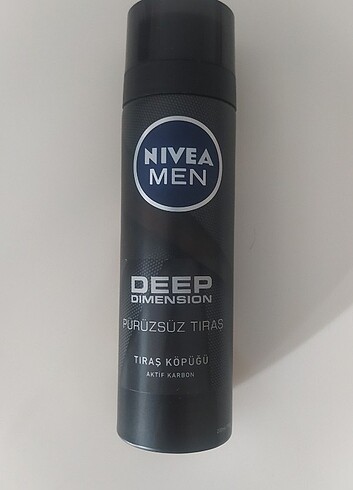 NIVEA
MEN
DEEP
DIMENSION
PÜRÜZSÜZ TIRAŞ
TIRAŞ KÖPÜĞÜ
AKTİF KARBON